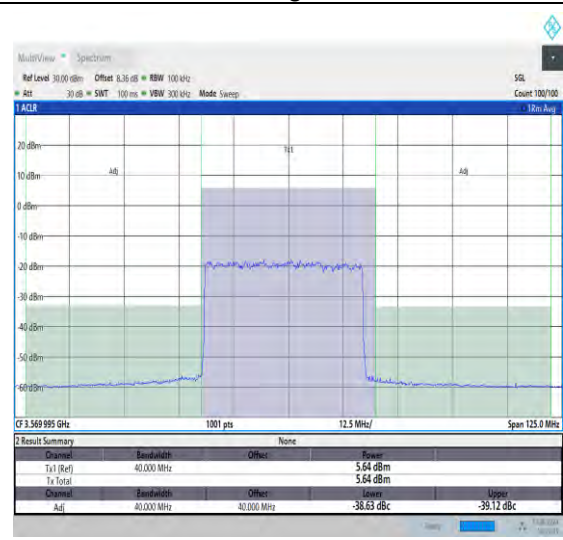 MultiView Spectrum
Ref Level 30.00 dBm Offset 8.36 dB RBW 100 kHz SGL
Att 30 dB SWT 100 ms VBW 300 kHz Mode Sweep Count 100/100
1 ACLR 1Rm Avg
Tx1
20 dBm
Adj Adj
10 dBm
0 dBm
-10 dBm
-20 dBm
-30 dBm
-40 dBm
-50 dBm
-60 dBm
CF 3.569 995 GHz 1001 pts 12.5 MHz/ Span 125.0 MHz
2 Result Summary None
Channel Bandwidth Offset Power
Tx1 (Ref) 40.000 MHz 5.64 dBm
Tx Total 5.64 dBm
Channel Bandwidth Offset Lower Upper
Adj 40.000 MHz 40.000 MHz -38.63 dBc -39.12 dBc